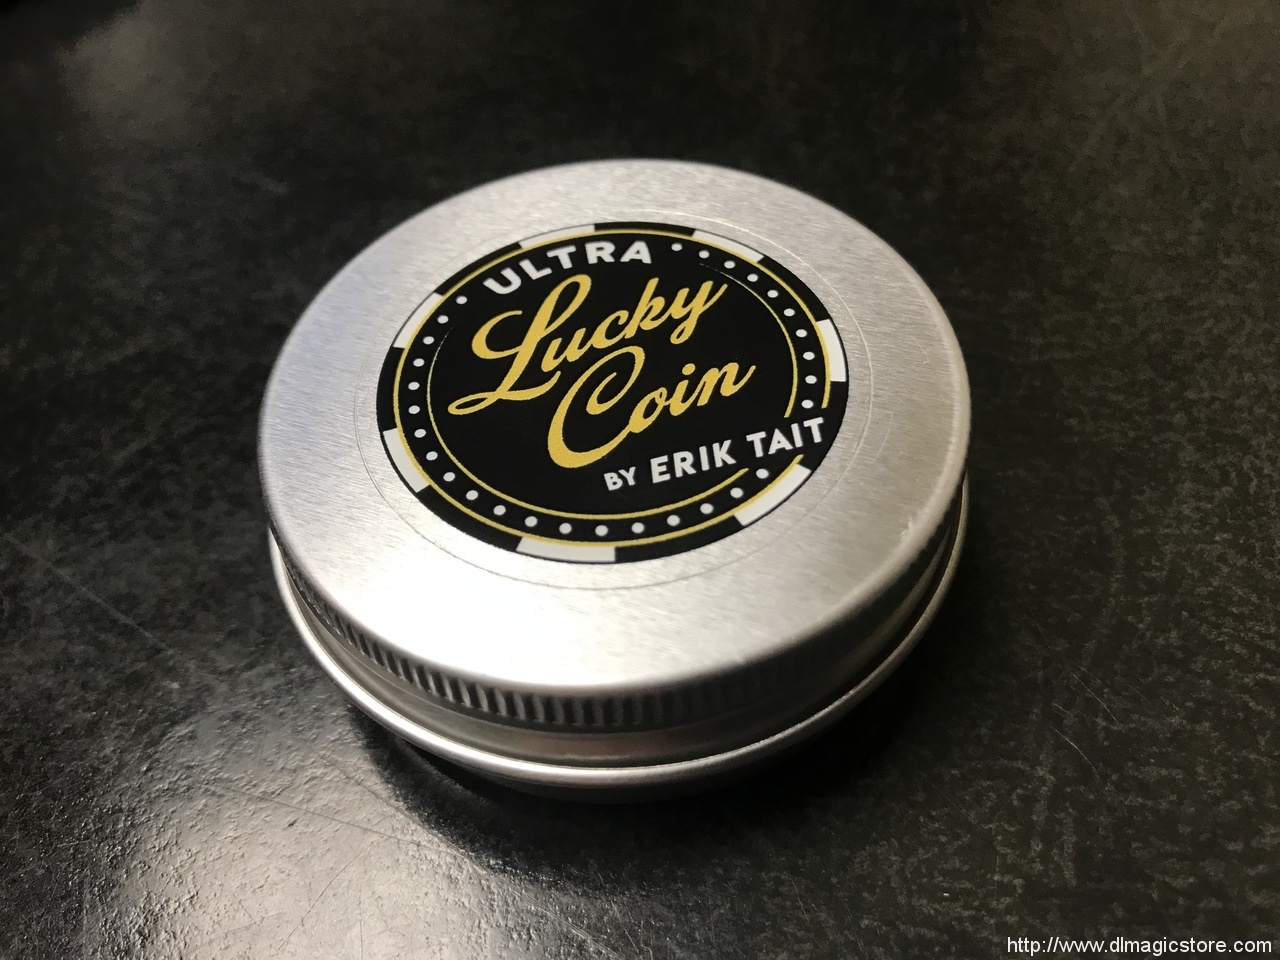 ULTRA
Lucky
Coin
BY ERIK TAIT
http://www.dlmagicstore.com